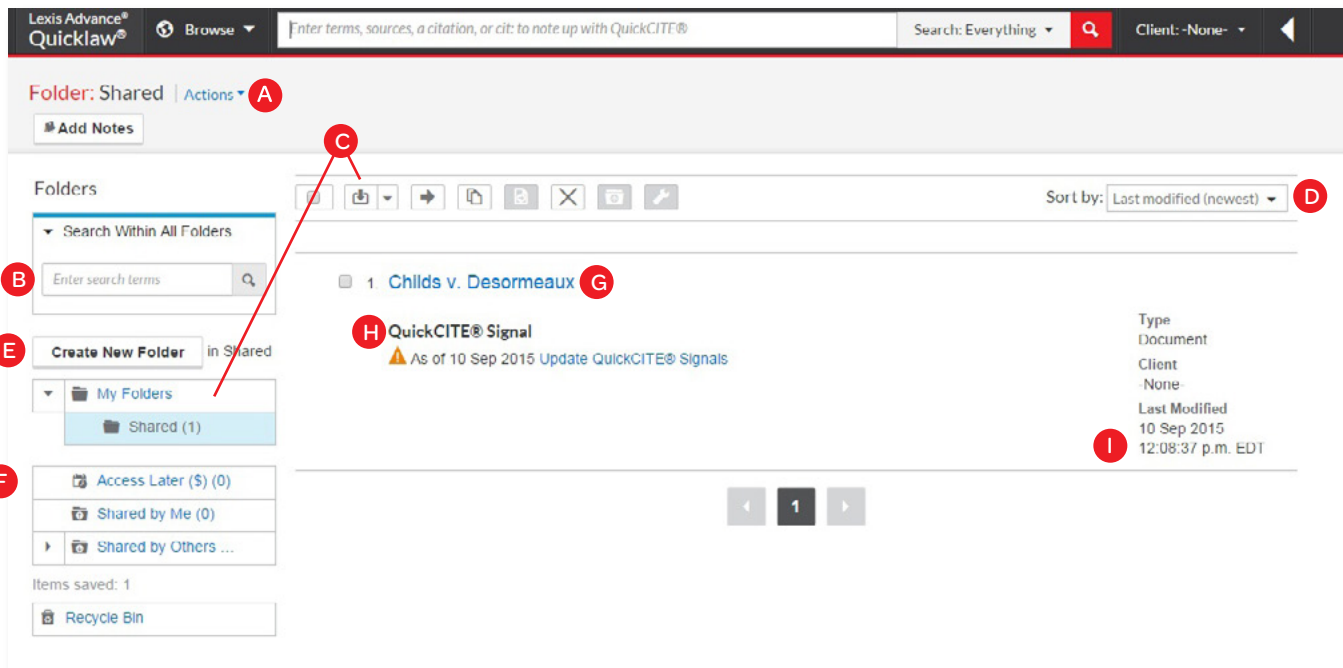 Lexis Advance®
Quicklaw®
Browse
Enter terms, sources, a citation, or cit: to note up with QuickCITE®
Search: Everything
Client: -None-
Folder: Shared | Actions
A
Add Notes
C
Folders
Sort by: Last modified (newest)
D
Search Within All Folders
B
Enter search terms
1. Childs v. Desormeaux
G
H
QuickCITE® Signal
As of 10 Sep 2015 Update QuickCITE® Signals
Type
Document
Client
-None-
Last Modified
10 Sep 2015
I
12:08:37 p.m. EDT
E
Create New Folder in Shared
My Folders
Shared (1)
F
Access Later ($) (0)
Shared by Me (0)
Shared by Others ...
Items saved: 1
Recycle Bin
1